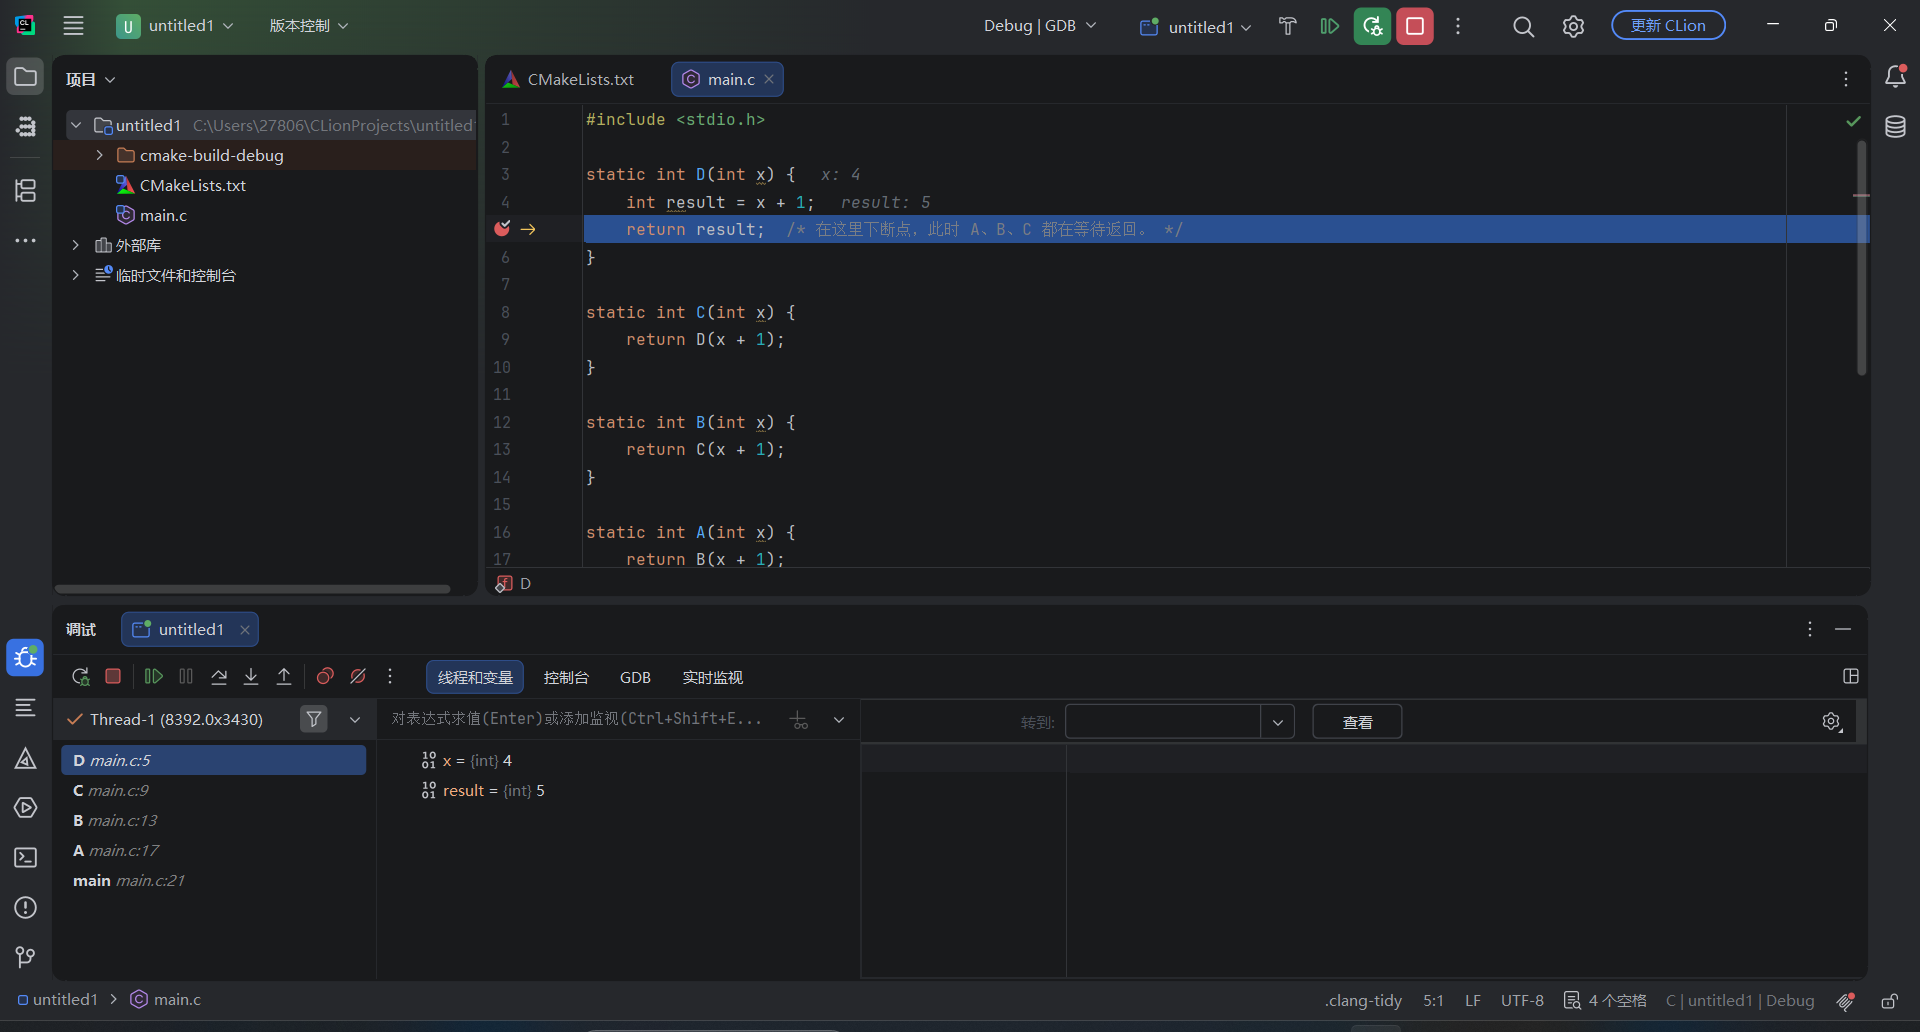 U untitled1 版本控制 Debug | GDB untitled1 更新 CLion
项目
untitled1 C:\Users\27806\CLionProjects\untitled
cmake-build-debug
CMakeLists.txt
main.c
外部库
临时文件和控制台
CMakeLists.txt main.c
1 #include <stdio.h>
2
3 static int D(int x) { x: 4
4 int result = x + 1; result: 5
return result; /* 在这里下断点，此时 A、B、C 都在等待返回。 */
6 }
7
8 static int C(int x) {
9 return D(x + 1);
10 }
11
12 static int B(int x) {
13 return C(x + 1);
14 }
15
16 static int A(int x) {
17 return B(x + 1);
D
调试 untitled1
线程和变量 控制台 GDB 实时监视
Thread-1 (8392.0x3430)
D main.c:5
C main.c:9
B main.c:13
A main.c:17
main main.c:21
对表达式求值(Enter)或添加监视(Ctrl+Shift+E...
x = {int} 4
result = {int} 5
转到: 查看
untitled1 main.c
.clang-tidy 5:1 LF UTF-8 4 个空格 C | untitled1 | Debug